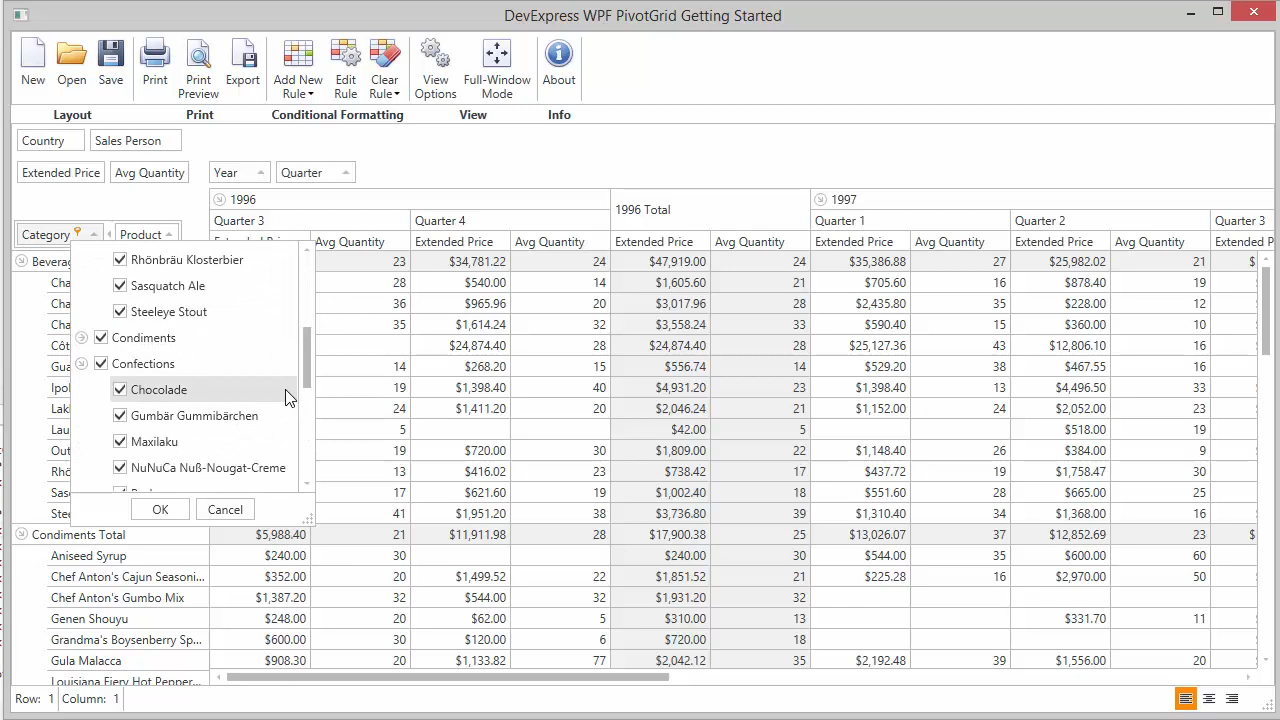 DevExpress WPF PivotGrid Getting Started
New Open Save Print Print Preview Export Add New Rule Edit Rule Clear Rule View Options Full-Window Mode About
Layout Print Conditional Formatting View Info
Country Sales Person
Extended Price Avg Quantity Year Quarter
1996 1996 Total 1997
Quarter 3 Quarter 4 Quarter 1 Quarter 2 Quarter 3
Category Product
Avg Quantity Extended Price Avg Quantity Extended Price Avg Quantity Extended Price Avg Quantity Extended Price Avg Quantity Extended P
Rhönbräu Klosterbier
Sasquatch Ale
Steeleye Stout
Condiments
Confections
Chocolade
Gumbär Gummibärchen
Maxilaku
NuNuCa Nuß-Nougat-Creme
OK Cancel
Beverag 23 $34,781.22 24 $47,919.00 24 $35,386.88 27 $25,982.02 21 $
Cha 28 $540.00 14 $1,605.60 21 $705.60 16 $878.40 19
Cha 36 $965.96 20 $3,017.96 28 $2,435.80 35 $228.00 12
Cha 35 $1,614.24 32 $3,558.24 33 $590.40 15 $360.00 10
Côt $24,874.40 28 $24,874.40 28 $25,127.36 43 $12,806.10 16
Gua 14 $268.20 15 $556.74 14 $529.20 38 $467.55 16
Ipol 19 $1,398.40 40 $4,931.20 23 $1,398.40 13 $4,496.50 33
Lakl 24 $1,411.20 20 $2,046.24 21 $1,152.00 24 $2,052.00 23
Lau 5 $42.00 5 $518.00 19
Out 19 $720.00 30 $1,809.00 22 $1,148.40 26 $384.00 9
Rhö 13 $416.02 23 $738.42 17 $437.72 19 $1,758.47 30
Sas 17 $621.60 19 $1,002.40 18 $551.60 28 $665.00 25
Ste 41 $1,951.20 38 $3,736.80 39 $1,310.40 34 $1,368.00 16
Condiments Total $5,988.40 21 $11,911.98 28 $17,900.38 25 $13,026.07 37 $12,852.69 23 $
Aniseed Syrup $240.00 30 $240.00 30 $544.00 35 $600.00 60
Chef Anton's Cajun Seasoni... $352.00 20 $1,499.52 22 $1,851.52 21 $225.28 16 $2,970.00 50
Chef Anton's Gumbo Mix $1,387.20 32 $544.00 32 $1,931.20 32
Genen Shouyu $248.00 20 $62.00 5 $310.00 13 $331.70 11
Grandma's Boysenberry Sp... $600.00 30 $120.00 6 $720.00 18
Gula Malacca $908.30 20 $1,133.82 77 $2,042.12 35 $2,192.48 39 $1,556.00 20
Louisiana Fiery Hot Pepper...
Row: 1 Column: 1